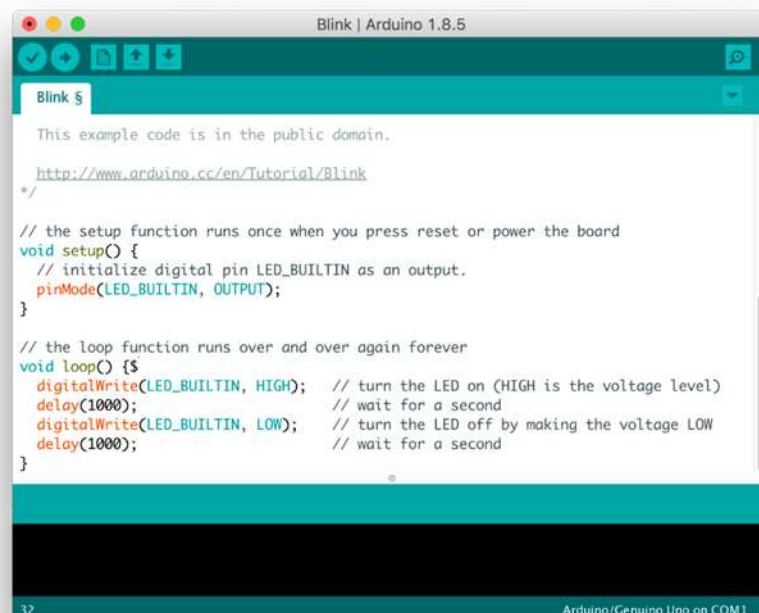 Blink | Arduino 1.8.5
Blink §
This example code is in the public domain.
http://www.arduino.cc/en/Tutorial/Blink
*/
// the setup function runs once when you press reset or power the board
void setup() {
  // initialize digital pin LED_BUILTIN as an output.
  pinMode(LED_BUILTIN, OUTPUT);
}
// the loop function runs over and over again forever
void loop() {$
  digitalWrite(LED_BUILTIN, HIGH);   // turn the LED on (HIGH is the voltage level)
  delay(1000);                       // wait for a second
  digitalWrite(LED_BUILTIN, LOW);    // turn the LED off by making the voltage LOW
  delay(1000);                       // wait for a second
}
32 Arduino/Genuino Uno on COM1